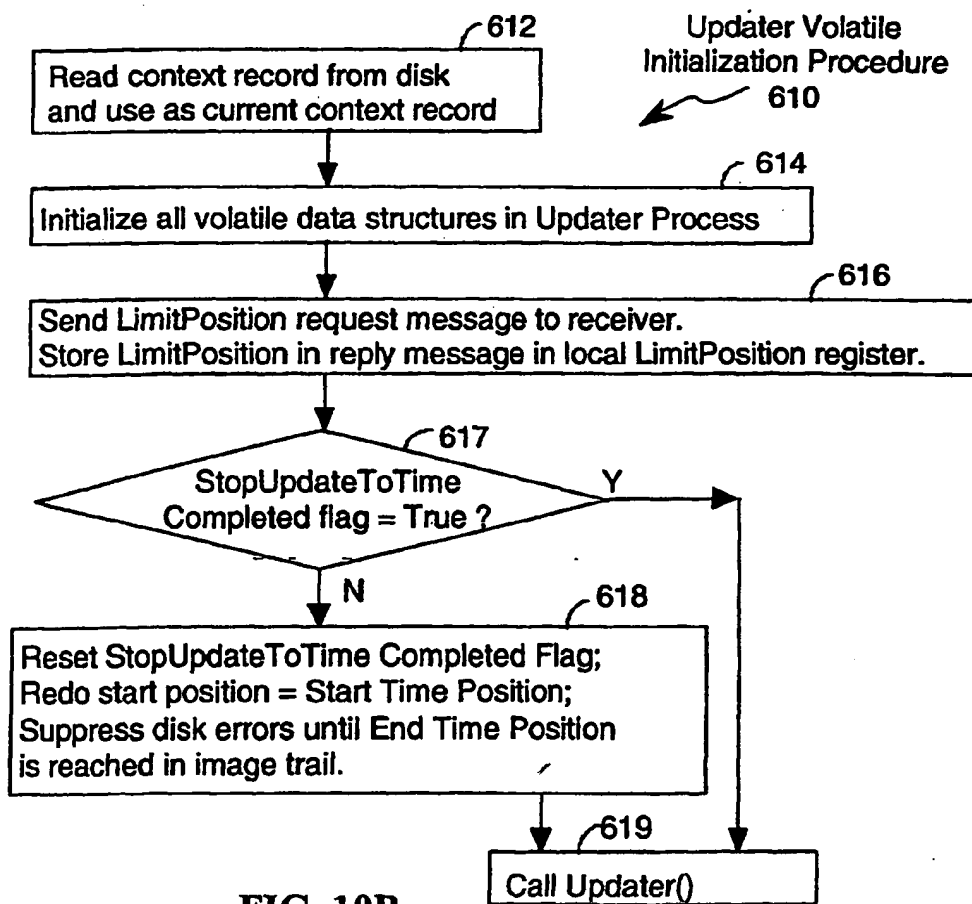 612
Updater Volatile
Initialization Procedure
610
Read context record from disk
and use as current context record
614
Initialize all volatile data structures in Updater Process
616
Send LimitPosition request message to receiver.
Store LimitPosition in reply message in local LimitPosition register.
617
StopUpdateToTime
Completed flag = True ?
Y
N
618
Reset StopUpdateToTime Completed Flag;
Redo start position = Start Time Position;
Suppress disk errors until End Time Position
is reached in image trail.
619
Call Updater()
FIG. 10B